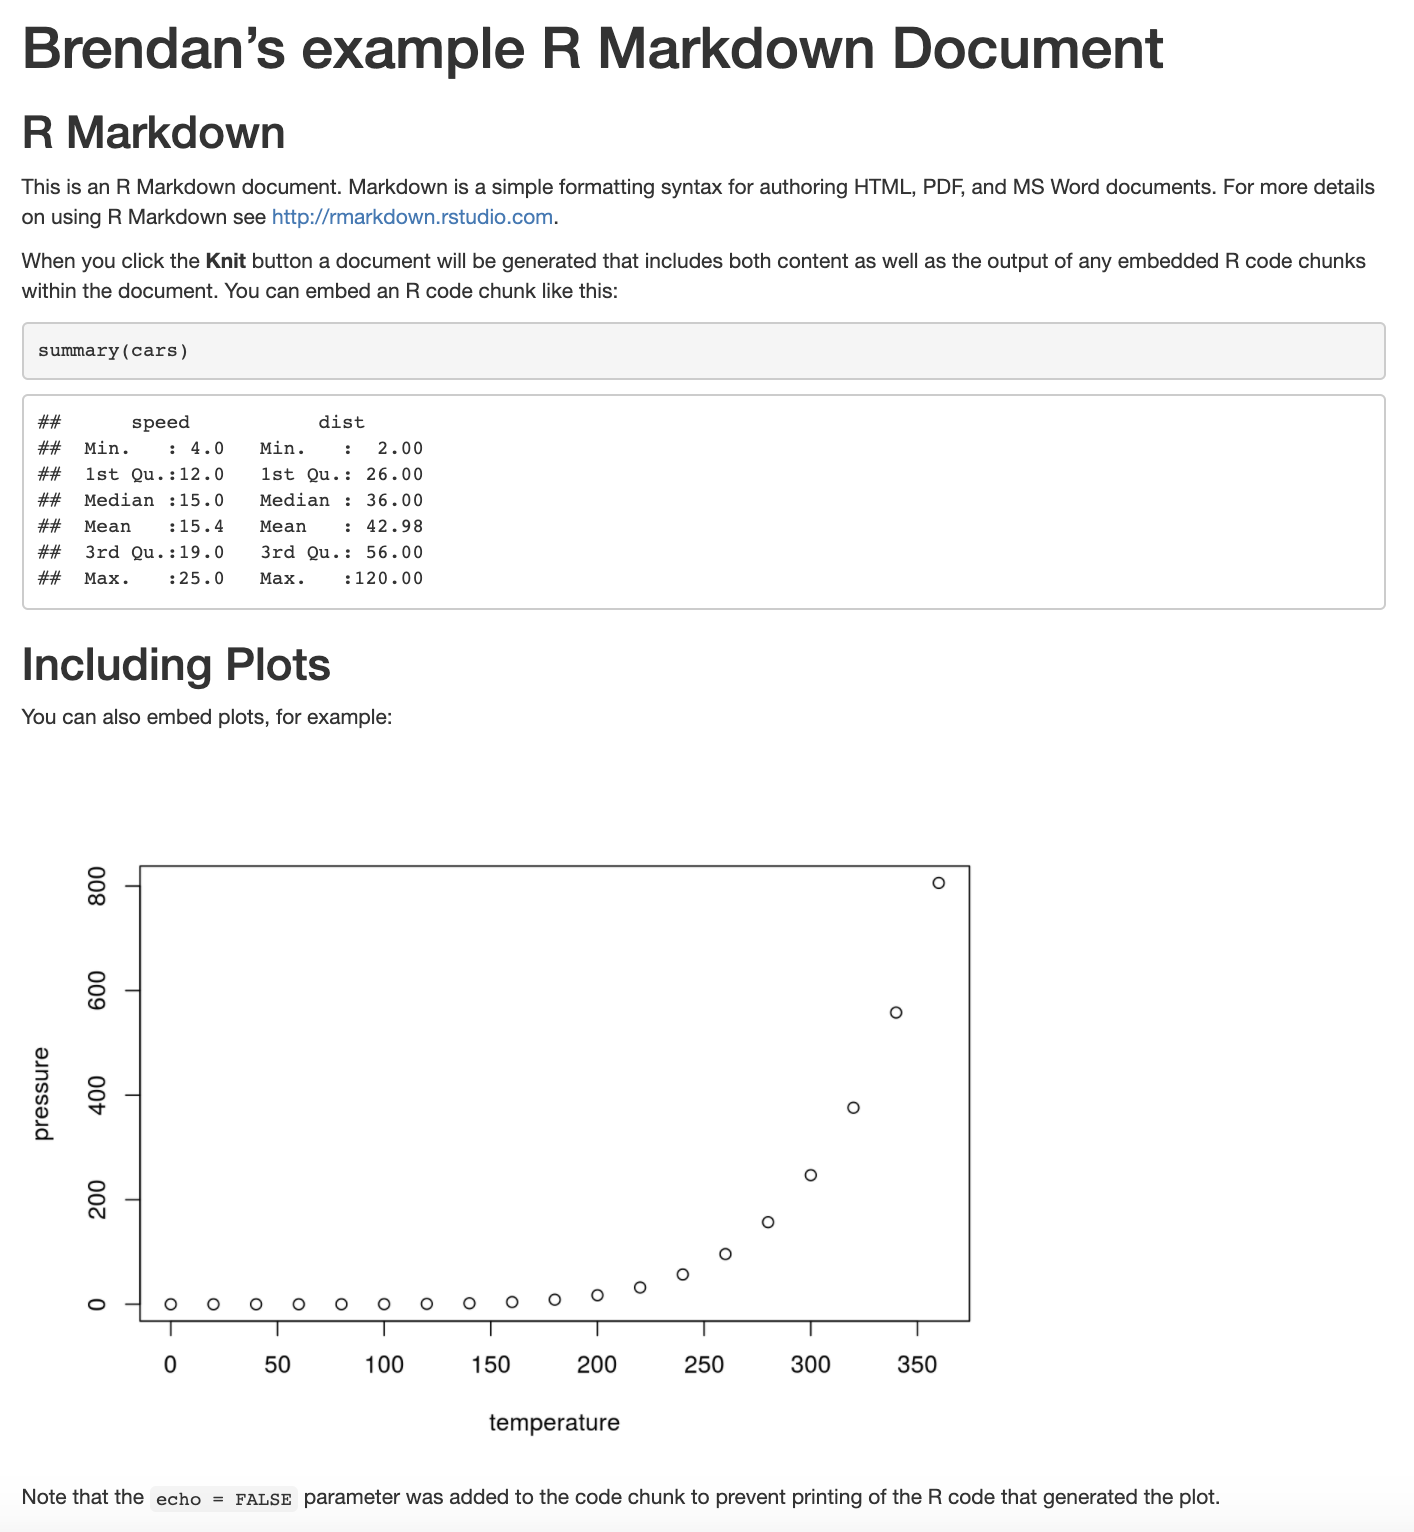 Brendan’s example R Markdown Document
R Markdown
This is an R Markdown document. Markdown is a simple formatting syntax for authoring HTML, PDF, and MS Word documents. For more details
on using R Markdown see http://rmarkdown.rstudio.com.
When you click the Knit button a document will be generated that includes both content as well as the output of any embedded R code chunks
within the document. You can embed an R code chunk like this:
summary(cars)
##      speed           dist
##  Min.   : 4.0   Min.   :  2.00
##  1st Qu.:12.0   1st Qu.: 26.00
##  Median :15.0   Median : 36.00
##  Mean   :15.4   Mean   : 42.98
##  3rd Qu.:19.0   3rd Qu.: 56.00
##  Max.   :25.0   Max.   :120.00
Including Plots
You can also embed plots, for example:
800
600
400
200
0
pressure
0 50 100 150 200 250 300 350
temperature
Note that the echo = FALSE parameter was added to the code chunk to prevent printing of the R code that generated the plot.